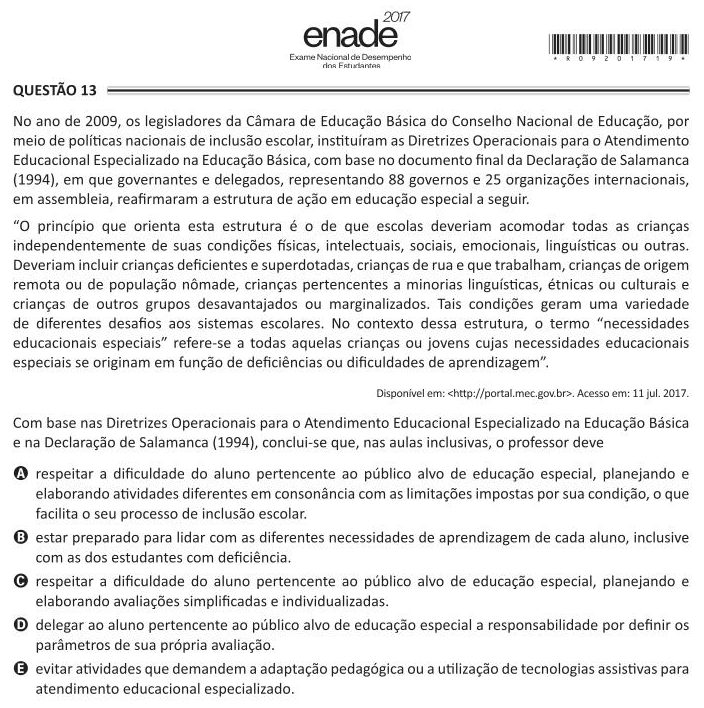 2017
enade
Exame Nacional de Desempenho
dos Estudantes
*R0920171 9*
QUESTÃO 13
No ano de 2009, os legisladores da Câmara de Educação Básica do Conselho Nacional de Educação, por
meio de políticas nacionais de inclusão escolar, instituíram as Diretrizes Operacionais para o Atendimento
Educacional Especializado na Educação Básica, com base no documento final da Declaração de Salamanca
(1994), em que governantes e delegados, representando 88 governos e 25 organizações internacionais,
em assembleia, reafirmaram a estrutura de ação em educação especial a seguir.
“O princípio que orienta esta estrutura é o de que escolas deveriam acomodar todas as crianças
independentemente de suas condições físicas, intelectuais, sociais, emocionais, linguísticas ou outras.
Deveriam incluir crianças deficientes e superdotadas, crianças de rua e que trabalham, crianças de origem
remota ou de população nômade, crianças pertencentes a minorias linguísticas, étnicas ou culturais e
crianças de outros grupos desavantajados ou marginalizados. Tais condições geram uma variedade
de diferentes desafios aos sistemas escolares. No contexto dessa estrutura, o termo “necessidades
educacionais especiais” refere-se a todas aquelas crianças ou jovens cujas necessidades educacionais
especiais se originam em função de deficiências ou dificuldades de aprendizagem”.
Disponível em: <http://portal.mec.gov.br>. Acesso em: 11 jul. 2017.
Com base nas Diretrizes Operacionais para o Atendimento Educacional Especializado na Educação Básica
e na Declaração de Salamanca (1994), conclui-se que, nas aulas inclusivas, o professor deve
A respeitar a dificuldade do aluno pertencente ao público alvo de educação especial, planejando e
elaborando atividades diferentes em consonância com as limitações impostas por sua condição, o que
facilita o seu processo de inclusão escolar.
B estar preparado para lidar com as diferentes necessidades de aprendizagem de cada aluno, inclusive
com as dos estudantes com deficiência.
C respeitar a dificuldade do aluno pertencente ao público alvo de educação especial, planejando e
elaborando avaliações simplificadas e individualizadas.
D delegar ao aluno pertencente ao público alvo de educação especial a responsabilidade por definir os
parâmetros de sua própria avaliação.
E evitar atividades que demandem a adaptação pedagógica ou a utilização de tecnologias assistivas para
atendimento educacional especializado.